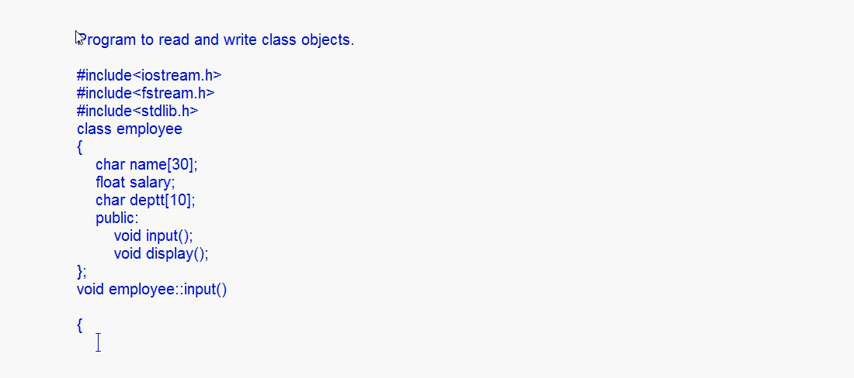 Program to read and write class objects.
#include<iostream.h>
#include<fstream.h>
#include<stdlib.h>
class employee
{
char name[30];
float salary;
char deptt[10];
public:
void input();
void display();
};
void employee::input()
{